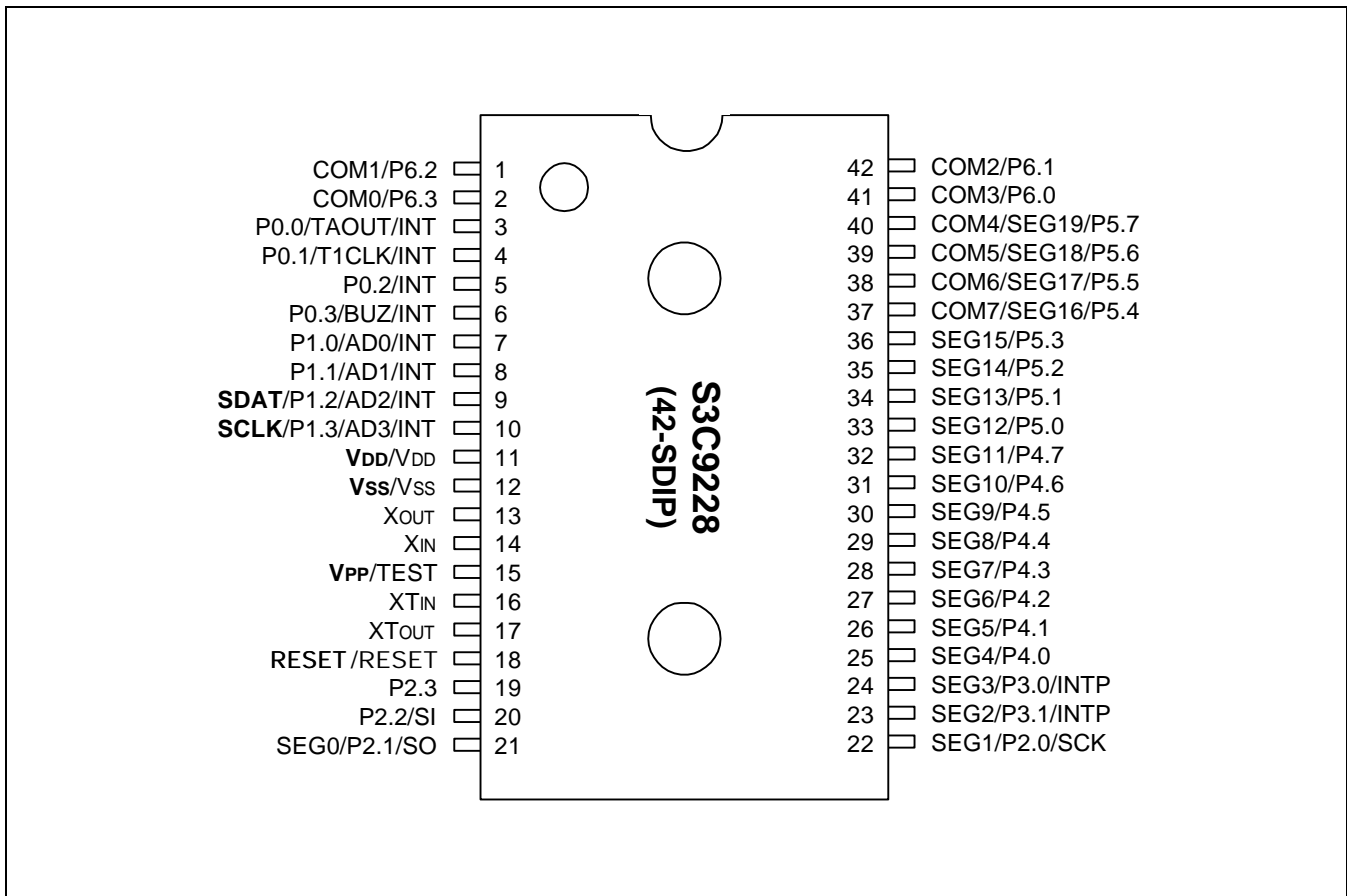 COM1/P6.2 1
COM0/P6.3 2
P0.0/TAOUT/INT 3
P0.1/T1CLK/INT 4
P0.2/INT 5
P0.3/BUZ/INT 6
P1.0/AD0/INT 7
P1.1/AD1/INT 8
SDAT/P1.2/AD2/INT 9
SCLK/P1.3/AD3/INT 10
VDD/VDD 11
VSS/VSS 12
XOUT 13
XIN 14
VPP/TEST 15
XTIN 16
XTOUT 17
RESET/RESET 18
P2.3 19
P2.2/SI 20
SEG0/P2.1/SO 21
S3C9228
(42-SDIP)
42 COM2/P6.1
41 COM3/P6.0
40 COM4/SEG19/P5.7
39 COM5/SEG18/P5.6
38 COM6/SEG17/P5.5
37 COM7/SEG16/P5.4
36 SEG15/P5.3
35 SEG14/P5.2
34 SEG13/P5.1
33 SEG12/P5.0
32 SEG11/P4.7
31 SEG10/P4.6
30 SEG9/P4.5
29 SEG8/P4.4
28 SEG7/P4.3
27 SEG6/P4.2
26 SEG5/P4.1
25 SEG4/P4.0
24 SEG3/P3.0/INTP
23 SEG2/P3.1/INTP
22 SEG1/P2.0/SCK